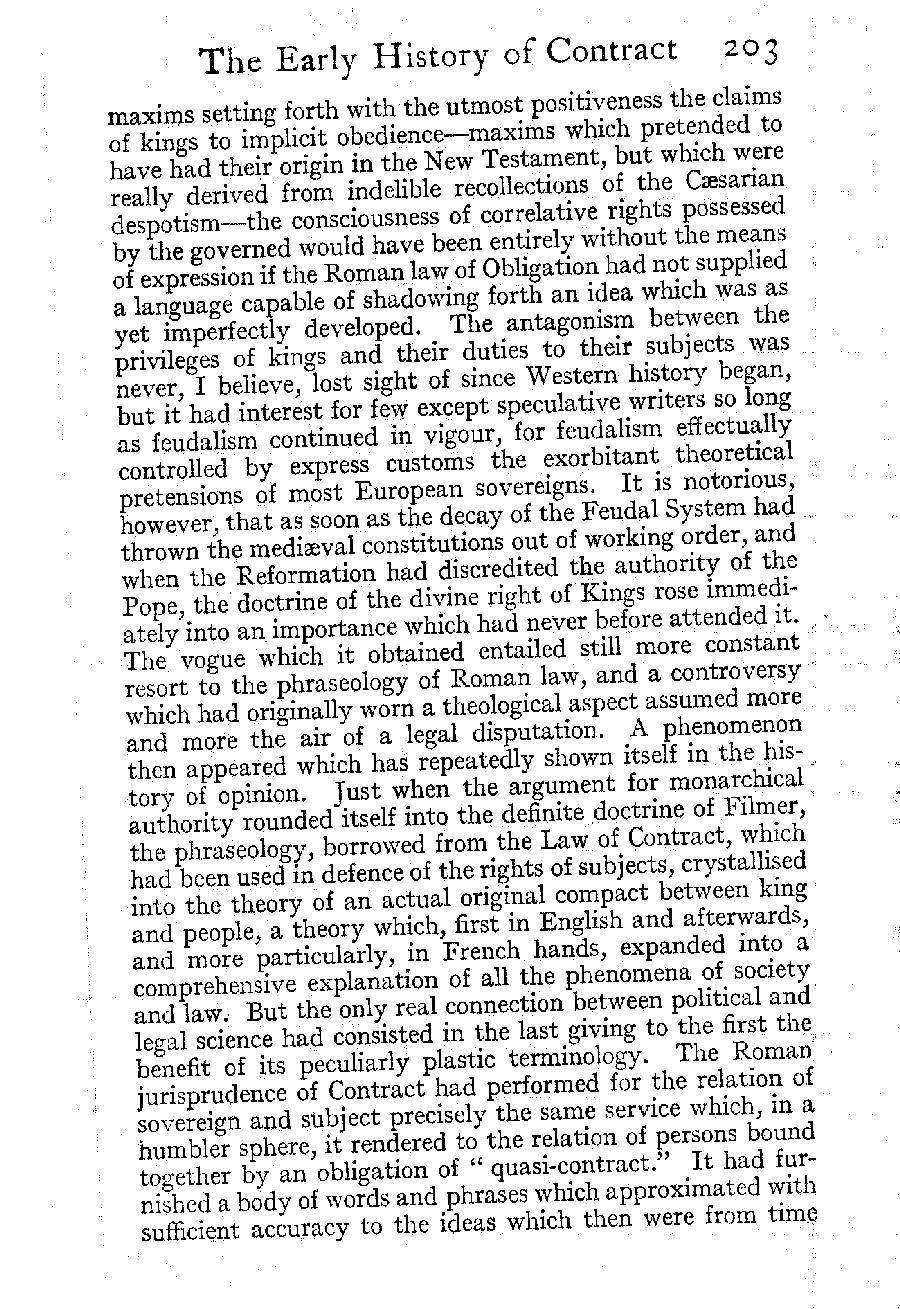 The Early History of Contract 203
maxims setting forth with the utmost positiveness the claims
of kings to implicit obedience—maxims which pretended to
have had their origin in the New Testament, but which were
really derived from indelible recollections of the Cæsarian
despotism—the consciousness of correlative rights possessed
by the governed would have been entirely without the means
of expression if the Roman law of Obligation had not supplied
a language capable of shadowing forth an idea which was as
yet imperfectly developed. The antagonism between the
privileges of kings and their duties to their subjects was
never, I believe, lost sight of since Western history began,
but it had interest for few except speculative writers so long
as feudalism continued in vigour, for feudalism effectually
controlled by express customs the exorbitant theoretical
pretensions of most European sovereigns. It is notorious,
however, that as soon as the decay of the Feudal System had
thrown the mediæval constitutions out of working order, and
when the Reformation had discredited the authority of the
Pope, the doctrine of the divine right of Kings rose immedi-
ately into an importance which had never before attended it.
The vogue which it obtained entailed still more constant
resort to the phraseology of Roman law, and a controversy
which had originally worn a theological aspect assumed more
and more the air of a legal disputation. A phenomenon
then appeared which has repeatedly shown itself in the his-
tory of opinion. Just when the argument for monarchical
authority rounded itself into the definite doctrine of Filmer,
the phraseology, borrowed from the Law of Contract, which
had been used in defence of the rights of subjects, crystallised
into the theory of an actual original compact between king
and people, a theory which, first in English and afterwards,
and more particularly, in French hands, expanded into a
comprehensive explanation of all the phenomena of society
and law. But the only real connection between political and
legal science had consisted in the last giving to the first the
benefit of its peculiarly plastic terminology. The Roman
jurisprudence of Contract had performed for the relation of
sovereign and subject precisely the same service which, in a
humbler sphere, it rendered to the relation of persons bound
together by an obligation of “ quasi-contract.” It had fur-
nished a body of words and phrases which approximated with
sufficient accuracy to the ideas which then were from time